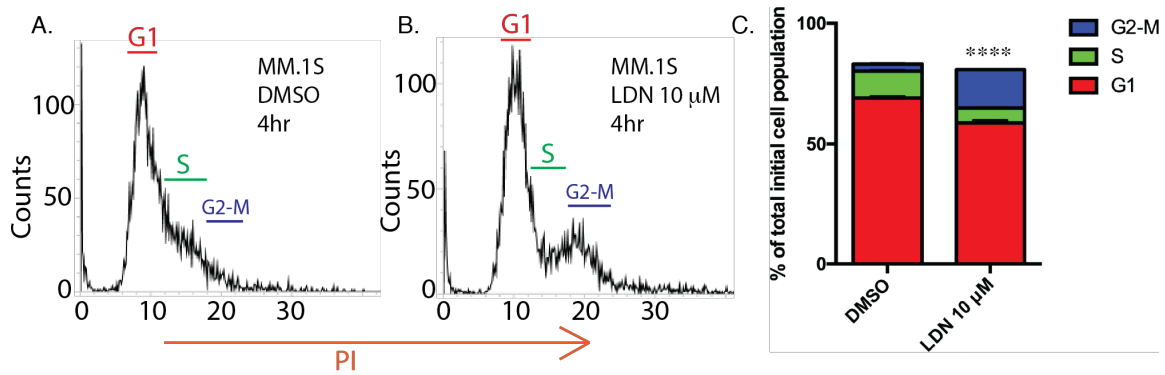 A.
G1
MM.1S
DMSO
4hr
S
G2-M
Counts
100
50
0
0 10 20 30
B.
G1
MM.1S
LDN 10 µM
4hr
S
G2-M
Counts
100
50
0
0 10 20 30
PI
C.
% of total initial cell population
100
50
0
****
DMSO
LDN 10 µM
G2-M
S
G1